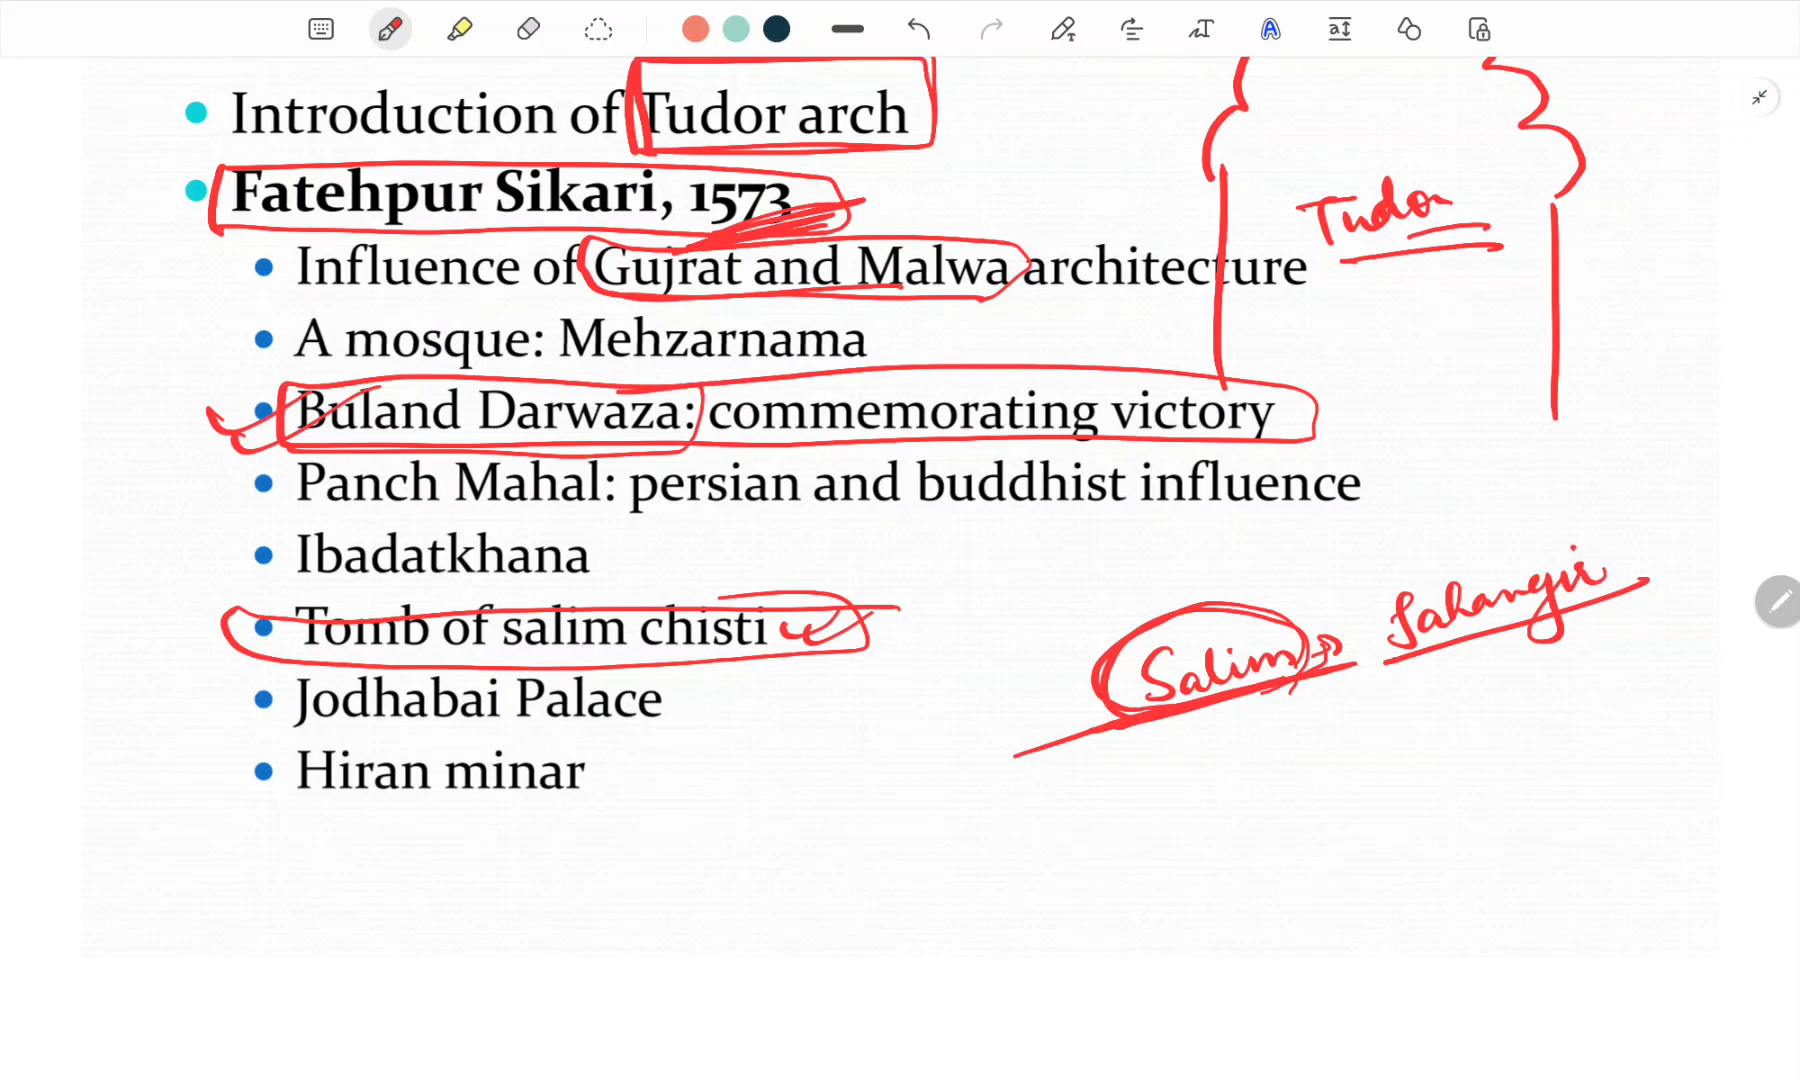 Introduction of Tudor arch
Fatehpur Sikari, 1573
Tudor
Influence of Gujrat and Malwa architecture
A mosque: Mehzarnama
Buland Darwaza: commemorating victory
Panch Mahal: persian and buddhist influence
Ibadatkhana
Tomb of salim chisti
Salim → Jahangir
Jodhabai Palace
Hiran minar